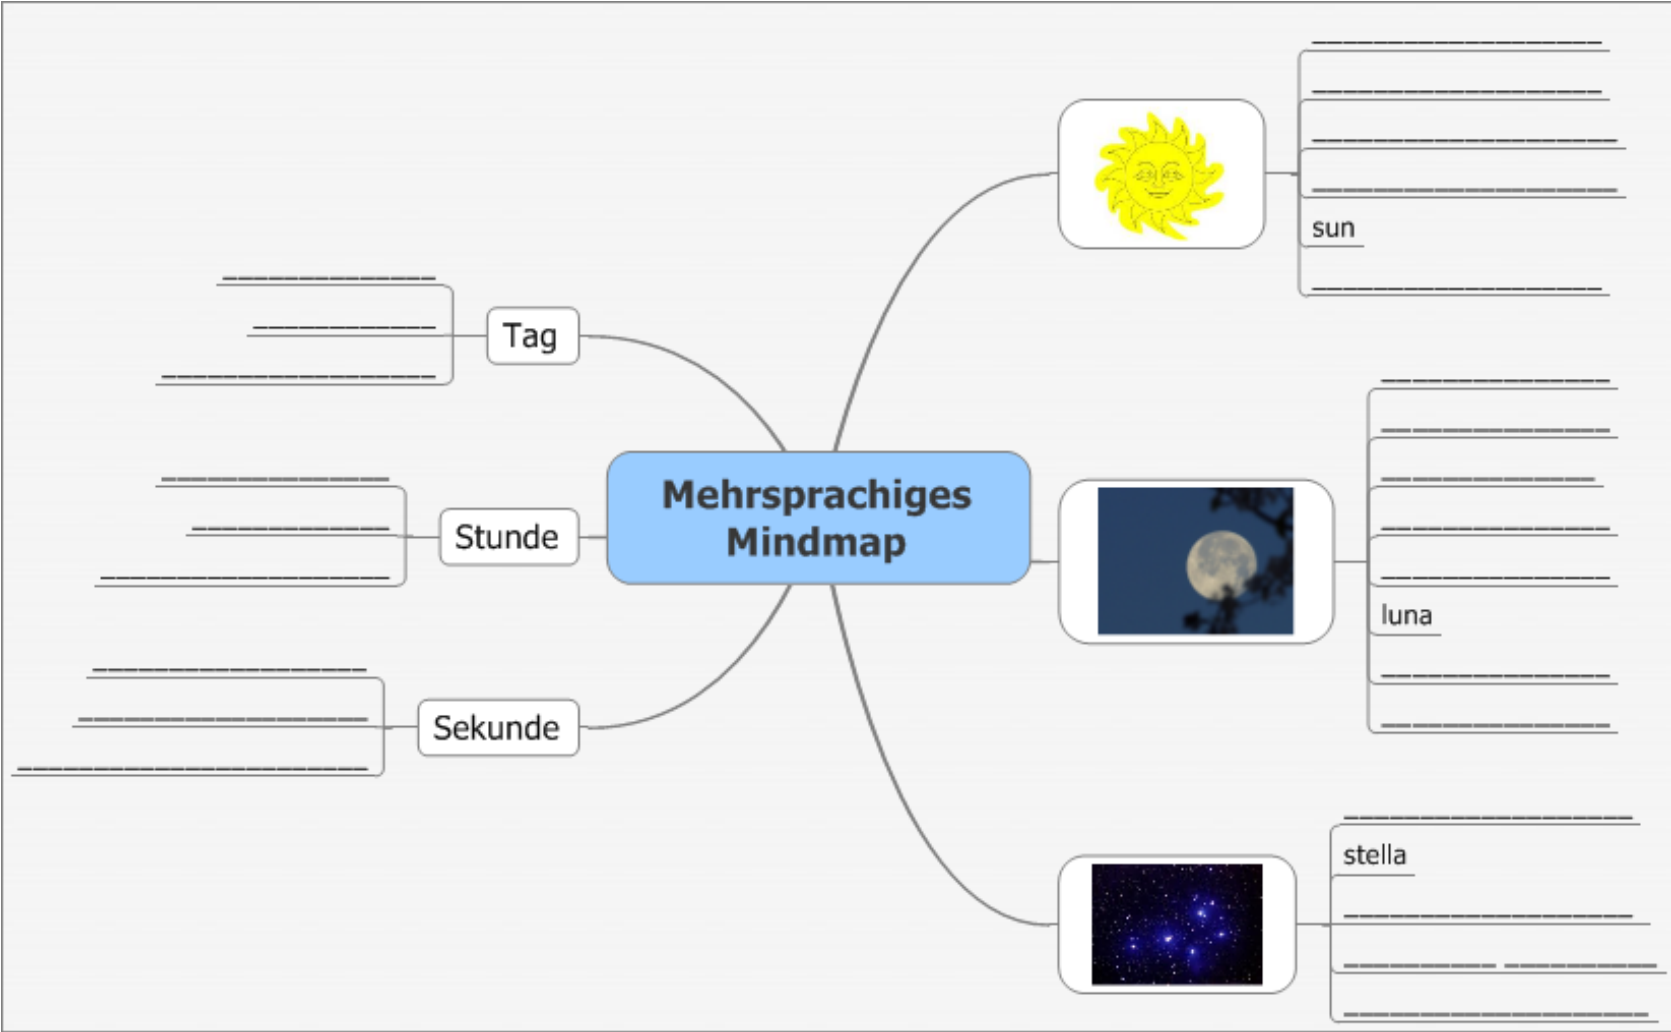 sun
Tag
Mehrsprachiges
Mindmap
Stunde
luna
Sekunde
stella